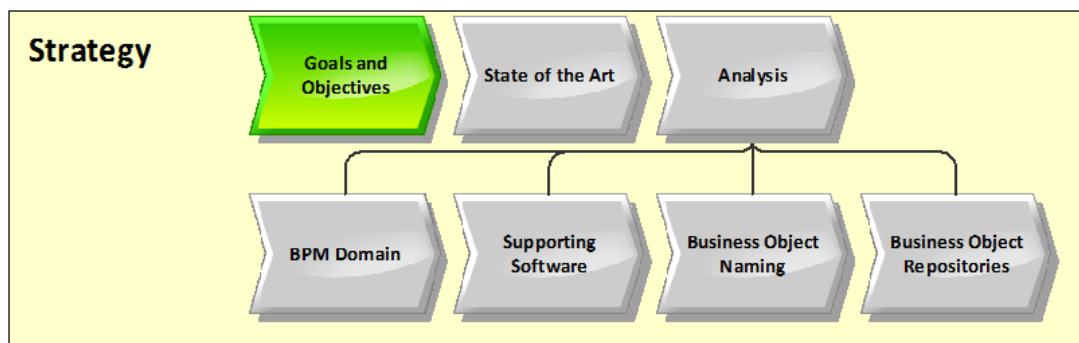 Strategy
Goals and
Objectives
State of the Art
Analysis
BPM Domain
Supporting
Software
Business Object
Naming
Business Object
Repositories